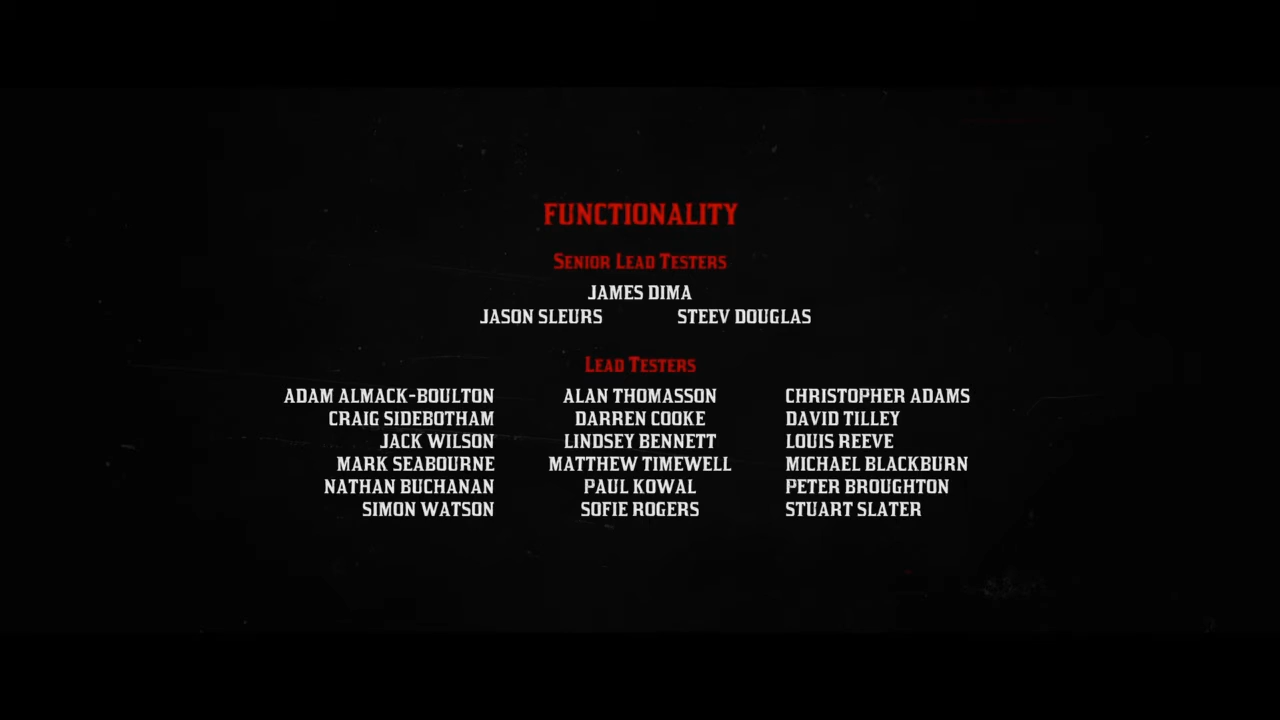 FUNCTIONALITY
SENIOR LEAD TESTERS
JAMES DIMA
JASON SLEURS STEEV DOUGLAS
LEAD TESTERS
ADAM ALMACK-BOULTON ALAN THOMASSON CHRISTOPHER ADAMS
CRAIG SIDEBOTHAM DARREN COOKE DAVID TILLEY
JACK WILSON LINDSEY BENNETT LOUIS REEVE
MARK SEABOURNE MATTHEW TIMEWELL MICHAEL BLACKBURN
NATHAN BUCHANAN PAUL KOWAL PETER BROUGHTON
SIMON WATSON SOFIE ROGERS STUART SLATER